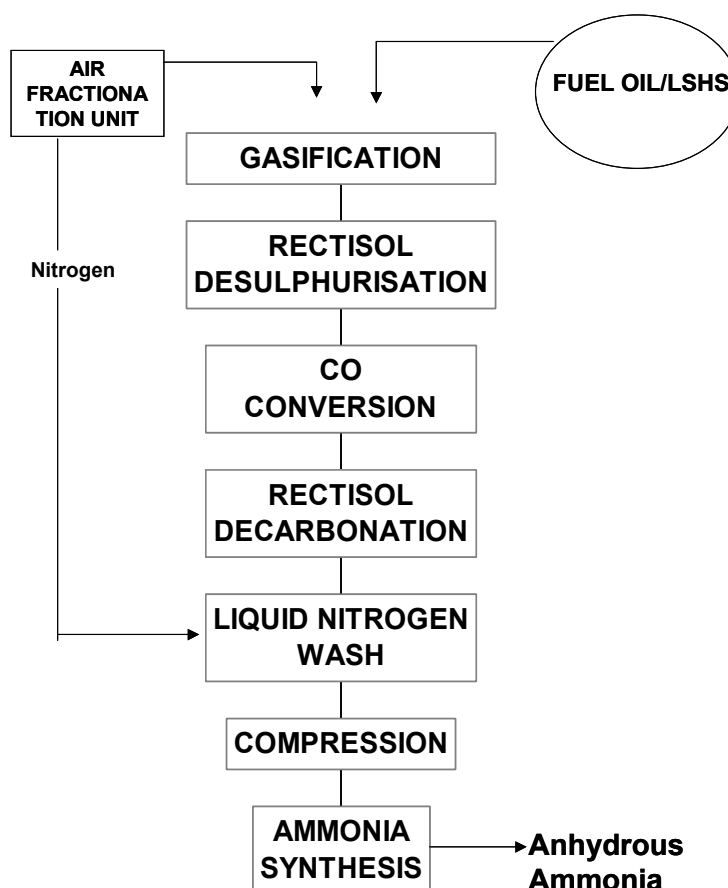 AIR
FRACTIONA
TION UNIT
FUEL OIL/LSHS
GASIFICATION
RECTISOL
DESULPHURISATION
Nitrogen
CO
CONVERSION
RECTISOL
DECARBONATION
LIQUID NITROGEN
WASH
COMPRESSION
AMMONIA
SYNTHESIS
Anhydrous
Ammonia